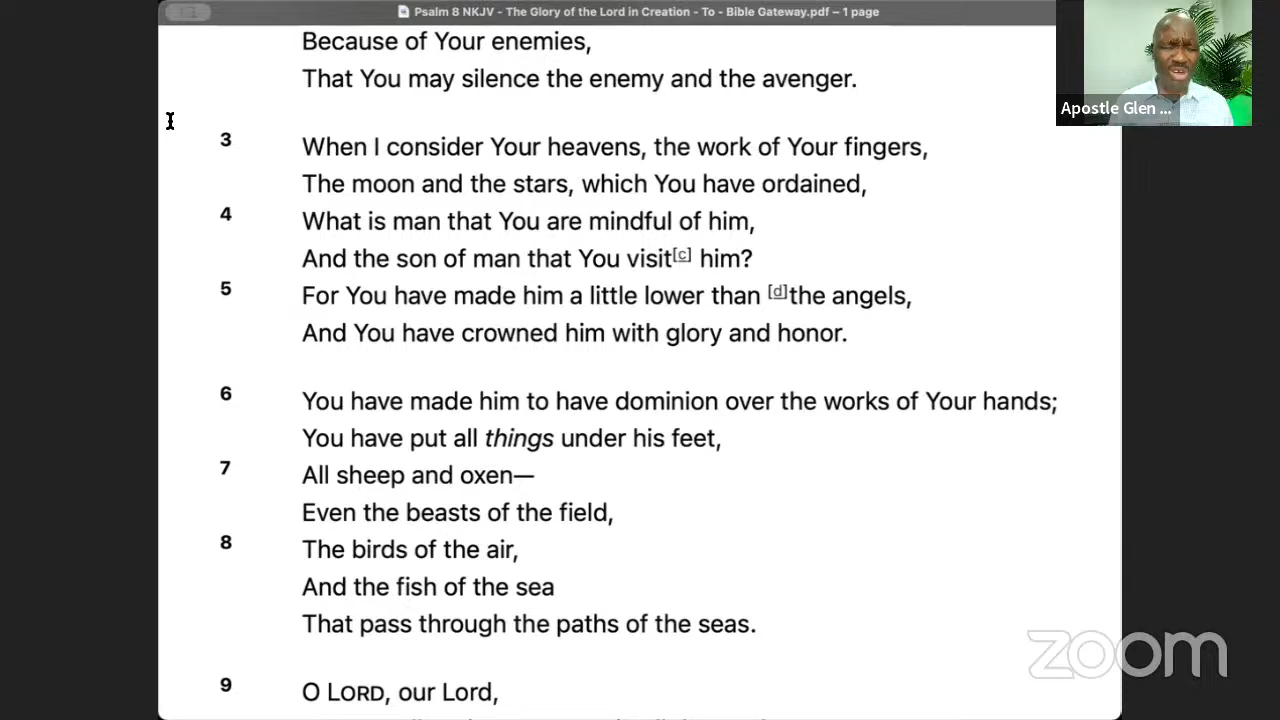 Psalm 8 NKJV - The Glory of the Lord in Creation - To - Bible Gateway.pdf – 1 page
Because of Your enemies,
That You may silence the enemy and the avenger.
Apostle Glen ...
3 When I consider Your heavens, the work of Your fingers,
The moon and the stars, which You have ordained,
4 What is man that You are mindful of him,
And the son of man that You visit[c] him?
5 For You have made him a little lower than [d]the angels,
And You have crowned him with glory and honor.
6 You have made him to have dominion over the works of Your hands;
You have put all things under his feet,
7 All sheep and oxen—
Even the beasts of the field,
8 The birds of the air,
And the fish of the sea
That pass through the paths of the seas.
zoom
9 O LORD, our Lord,